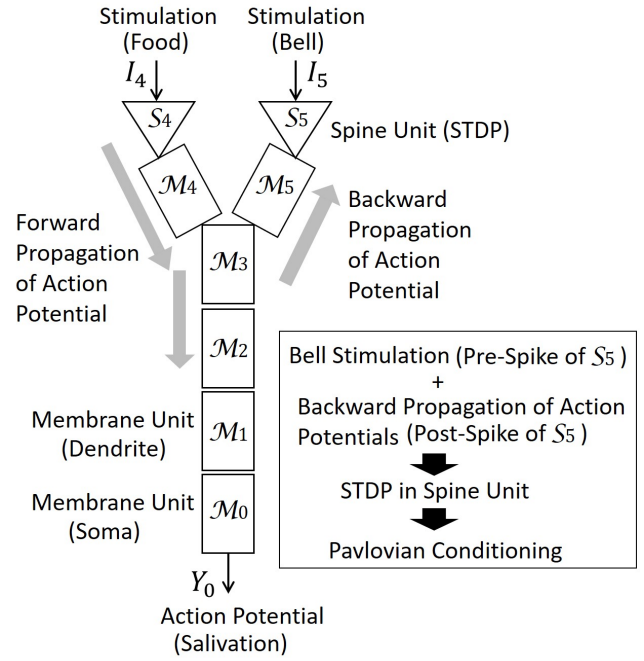 Stimulation
(Food)
Stimulation
(Bell)
I4
I5
S4
S5
Spine Unit (STDP)
M4
M5
Forward
Propagation
of Action
Potential
Backward
Propagation
of Action
Potential
M3
M2
Membrane Unit
(Dendrite)
M1
Membrane Unit
(Soma)
M0
Y0
Action Potential
(Salivation)
Bell Stimulation (Pre-Spike of S5 )
+
Backward Propagation of Action
Potentials (Post-Spike of S5 )
STDP in Spine Unit
Pavlovian Conditioning